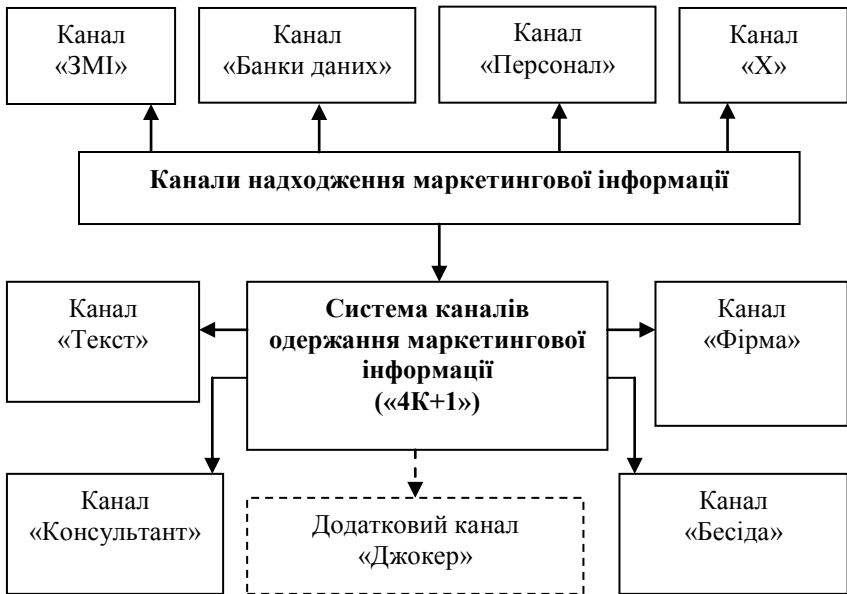 Канал
«ЗМІ»
Канал
«Банки даних»
Канал
«Персонал»
Канал
«Х»
Канали надходження маркетингової інформації
Канал
«Текст»
Система каналів
одержання маркетингової
інформації
(«4К+1»)
Канал
«Фірма»
Канал
«Консультант»
Додатковий канал
«Джокер»
Канал
«Бесіда»